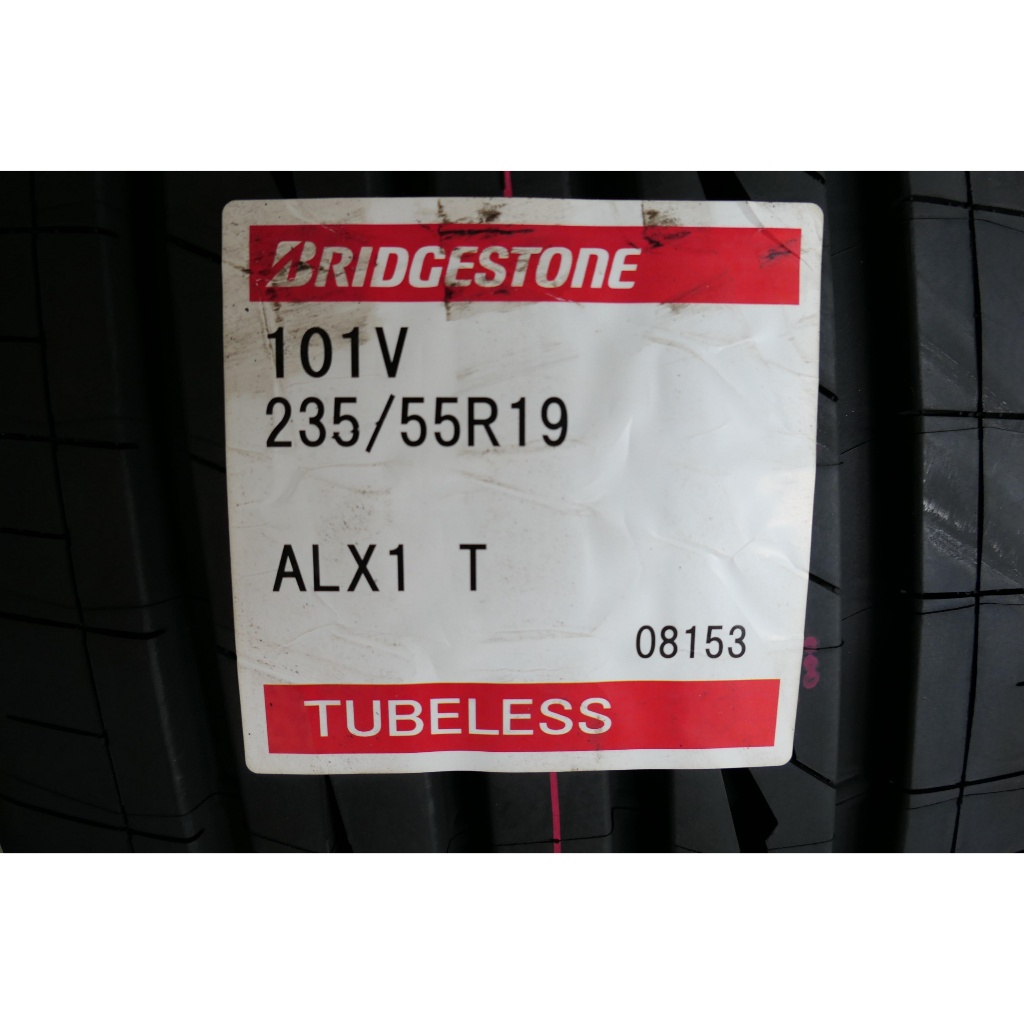 BRIDGESTONE
101V
235/55R19
ALX1 T
08153
TUBELESS